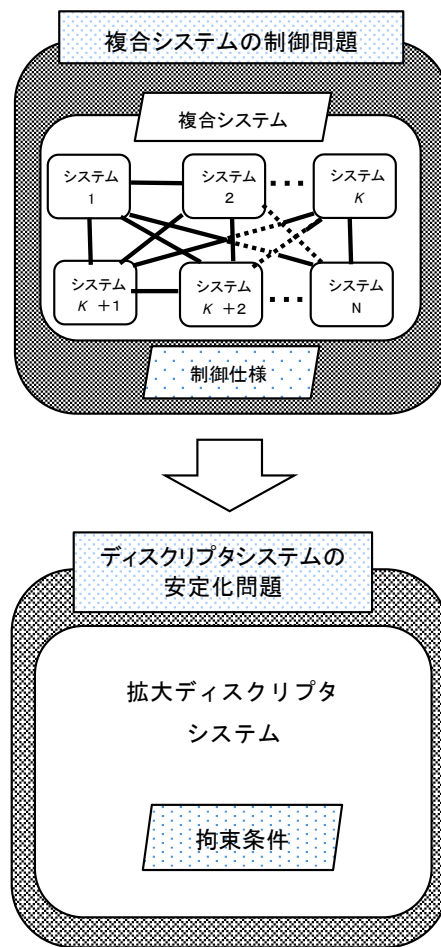 複合システムの制御問題
複合システム
システム
1
システム
2
システム
K
システム
K +1
システム
K +2
システム
N
制御仕様
ディスクリプタシステムの
安定化問題
拡大ディスクリプタ
システム
拘束条件